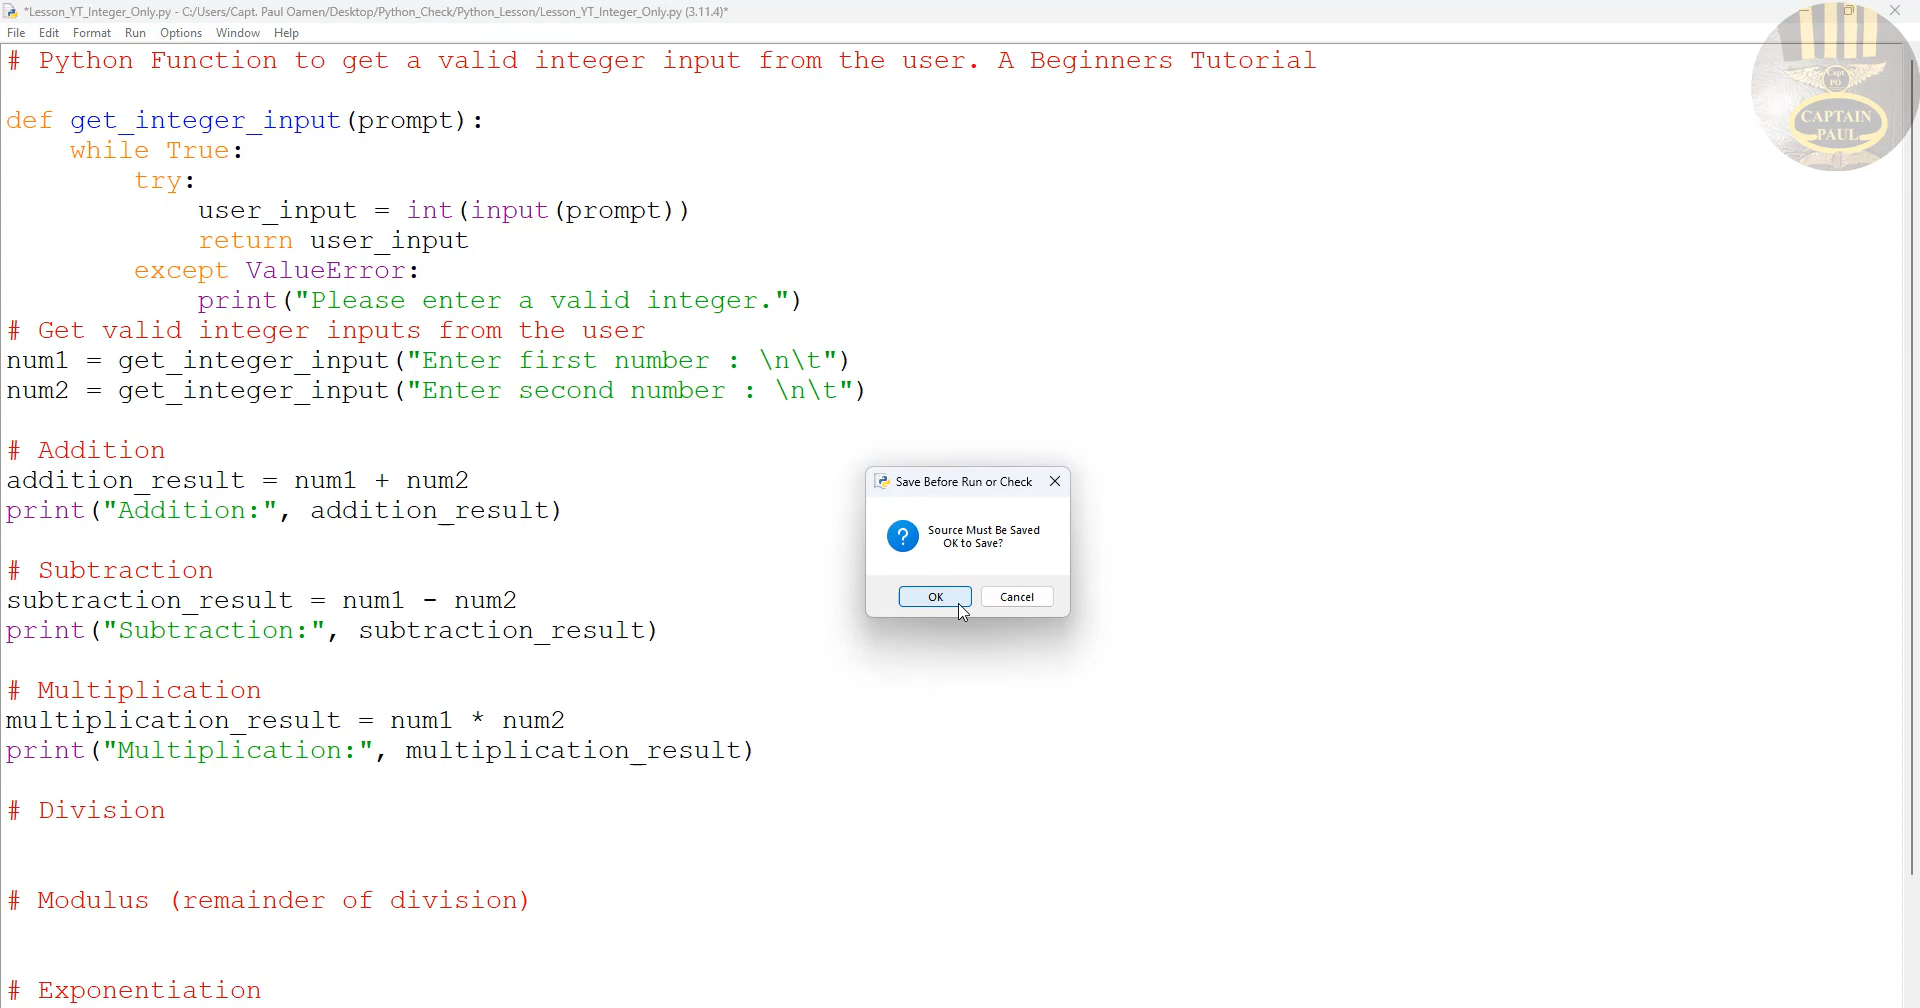 *Lesson_YT_Integer_Only.py - C:/Users/Capt. Paul Oamen/Desktop/Python_Check/Python_Lesson/Lesson_YT_Integer_Only.py (3.11.4)*
File Edit Format Run Options Window Help
# Python Function to get a valid integer input from the user. A Beginners Tutorial
def get_integer_input(prompt):
    while True:
        try:
            user_input = int(input(prompt))
            return user_input
        except ValueError:
            print("Please enter a valid integer.")
# Get valid integer inputs from the user
num1 = get_integer_input("Enter first number : \n\t")
num2 = get_integer_input("Enter second number : \n\t")
# Addition
addition_result = num1 + num2
print("Addition:", addition_result)
# Subtraction
subtraction_result = num1 - num2
print("Subtraction:", subtraction_result)
# Multiplication
multiplication_result = num1 * num2
print("Multiplication:", multiplication_result)
# Division
# Modulus (remainder of division)
# Exponentiation
Save Before Run or Check
Source Must Be Saved
OK to Save?
OK Cancel
Capt
PO
CAPTAIN
PAUL